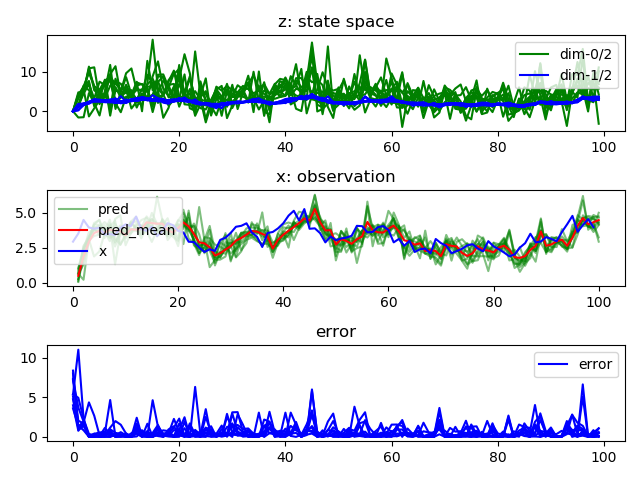 z: state space
10
0
dim-0/2
dim-1/2
0 20 40 60 80 100
x: observation
5.0
2.5
0.0
pred
pred_mean
x
0 20 40 60 80 100
error
10
5
0
error
0 20 40 60 80 100